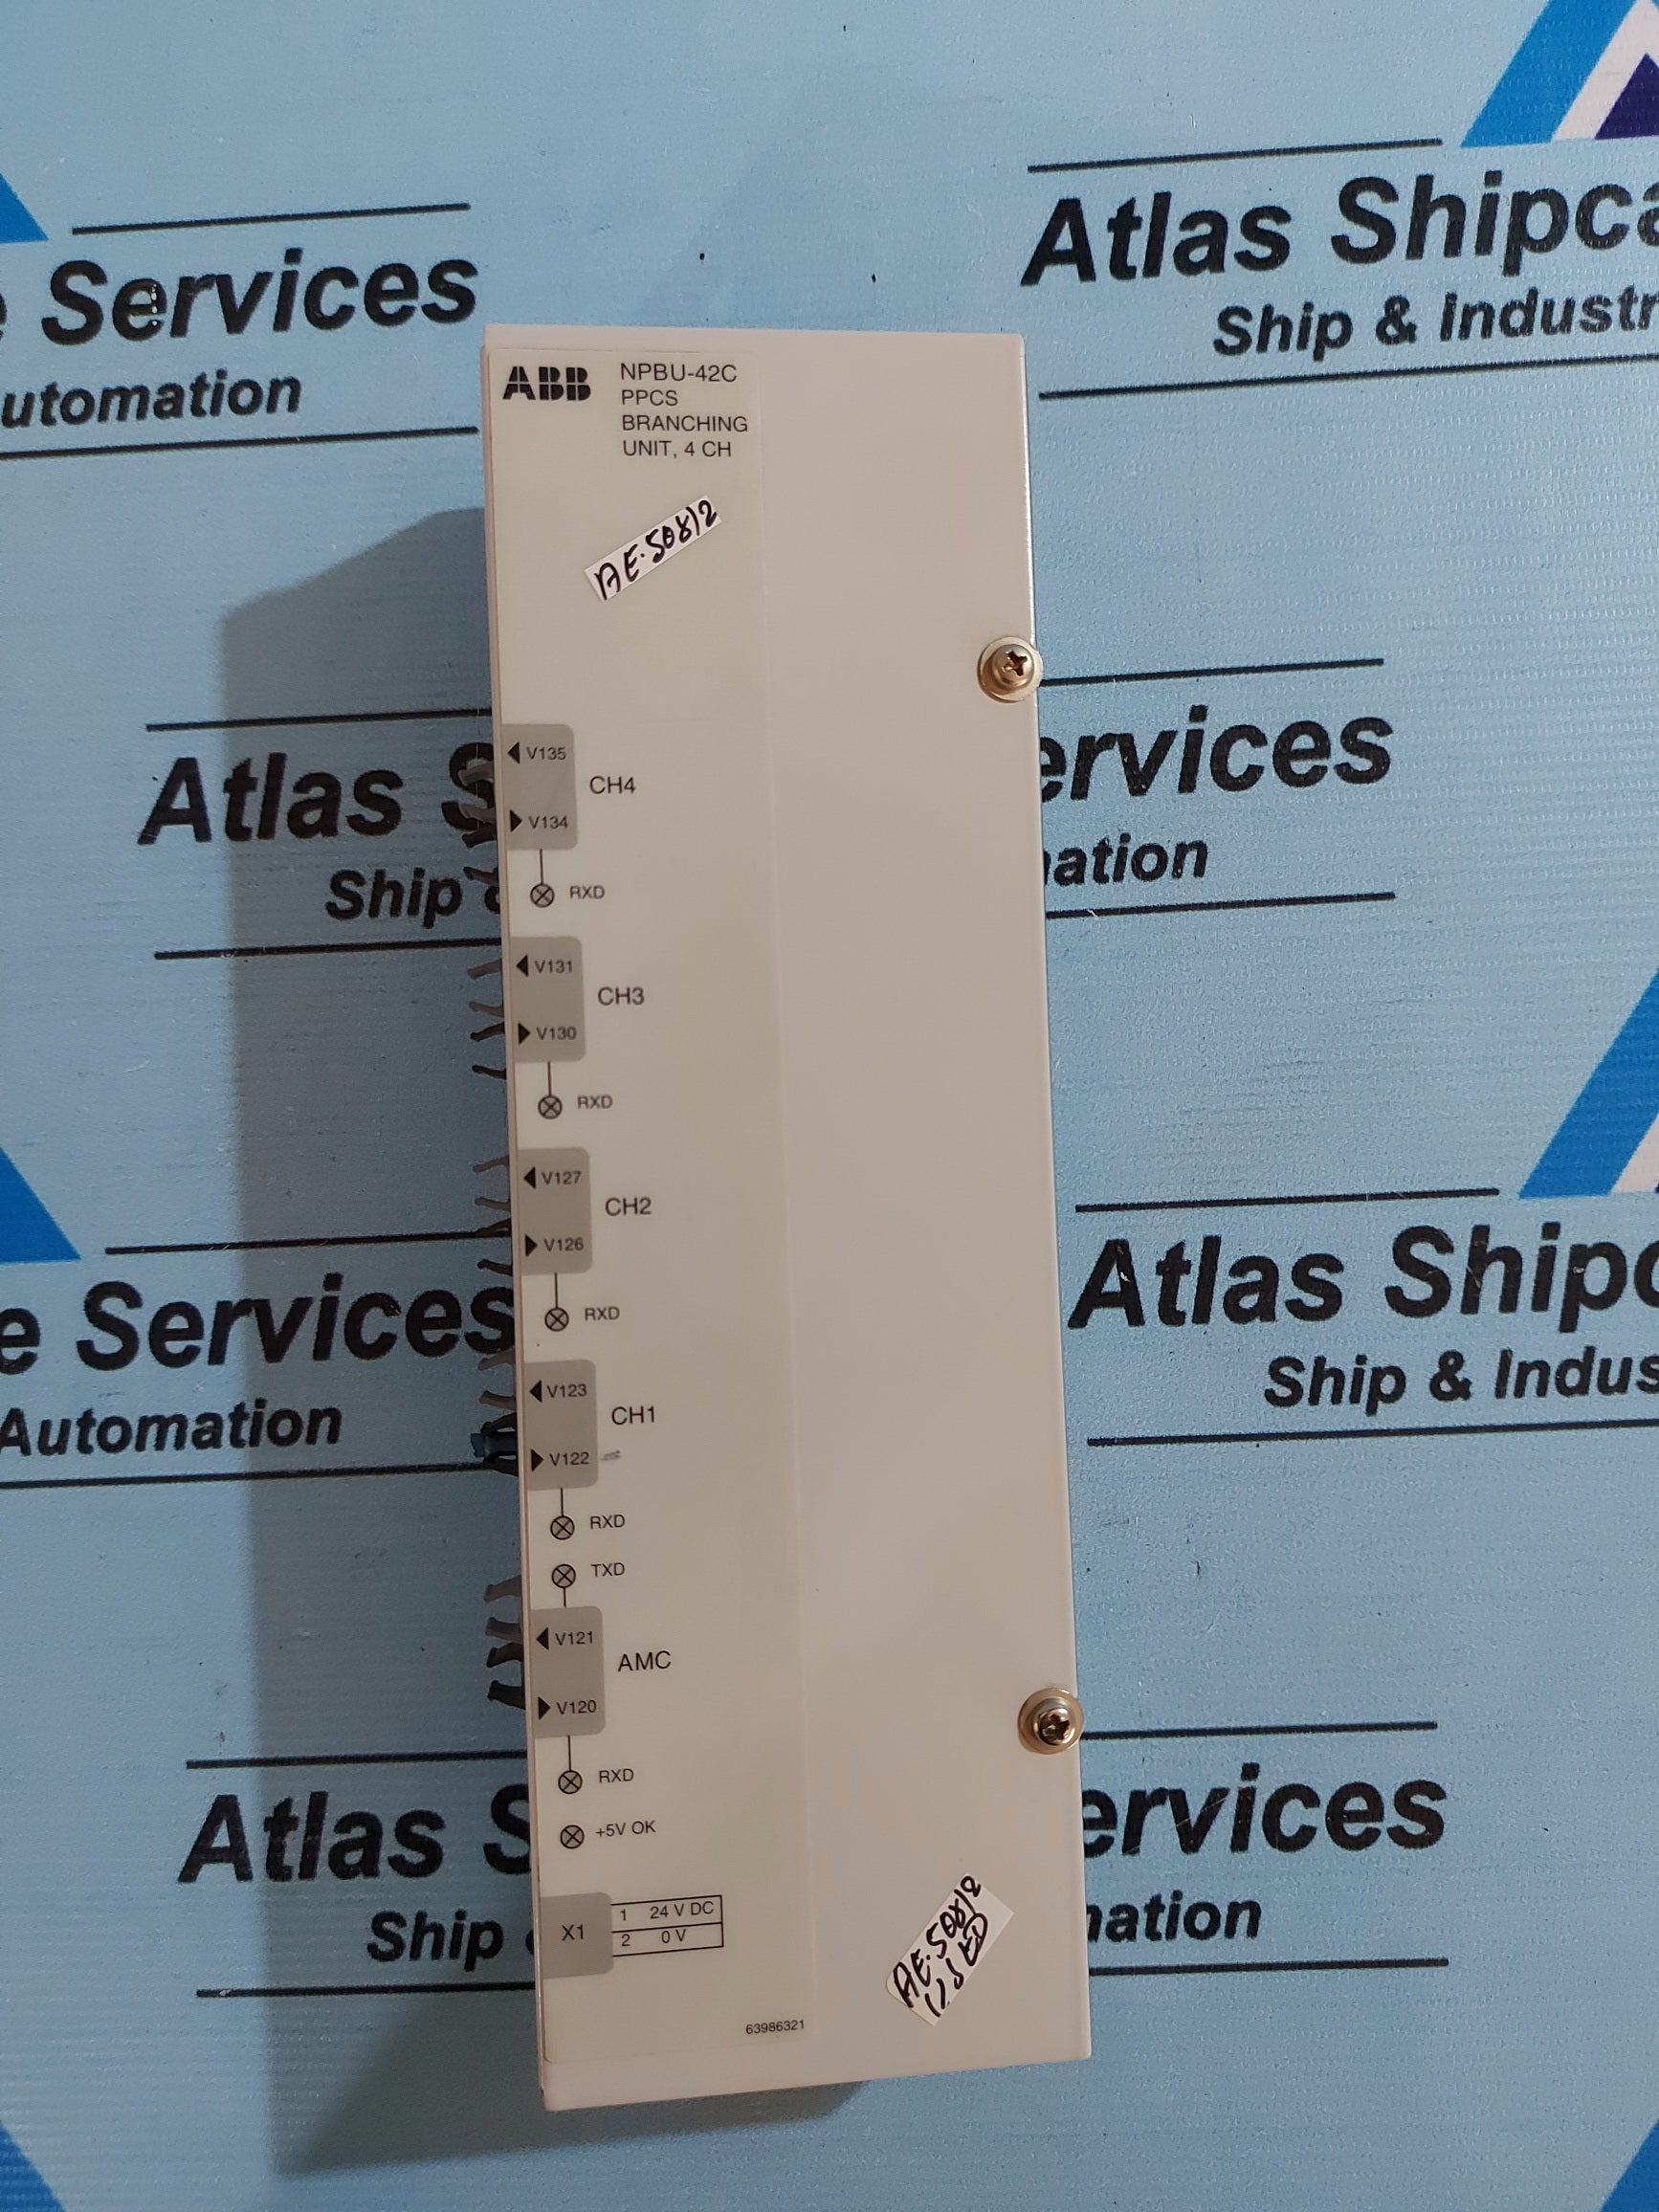 Atlas Shipca
Ship & Industr
e Services
utomation
ABB
NPBU-42C
PPCS
BRANCHING
UNIT, 4 CH
AE-50812
Atlas S
Ship &
ervices
ation
V135
CH4
V134
RXD
V131
CH3
V130
RXD
V127
CH2
V126
RXD
e Services
Automation
Atlas Shipc
Ship & Indus
V123
CH1
V122
RXD
TXD
V121
AMC
V120
RXD
+5V OK
Atlas S
Ship
ervices
ation
X1
1 24 V DC
2 0 V
AE-50812
USED
63986321